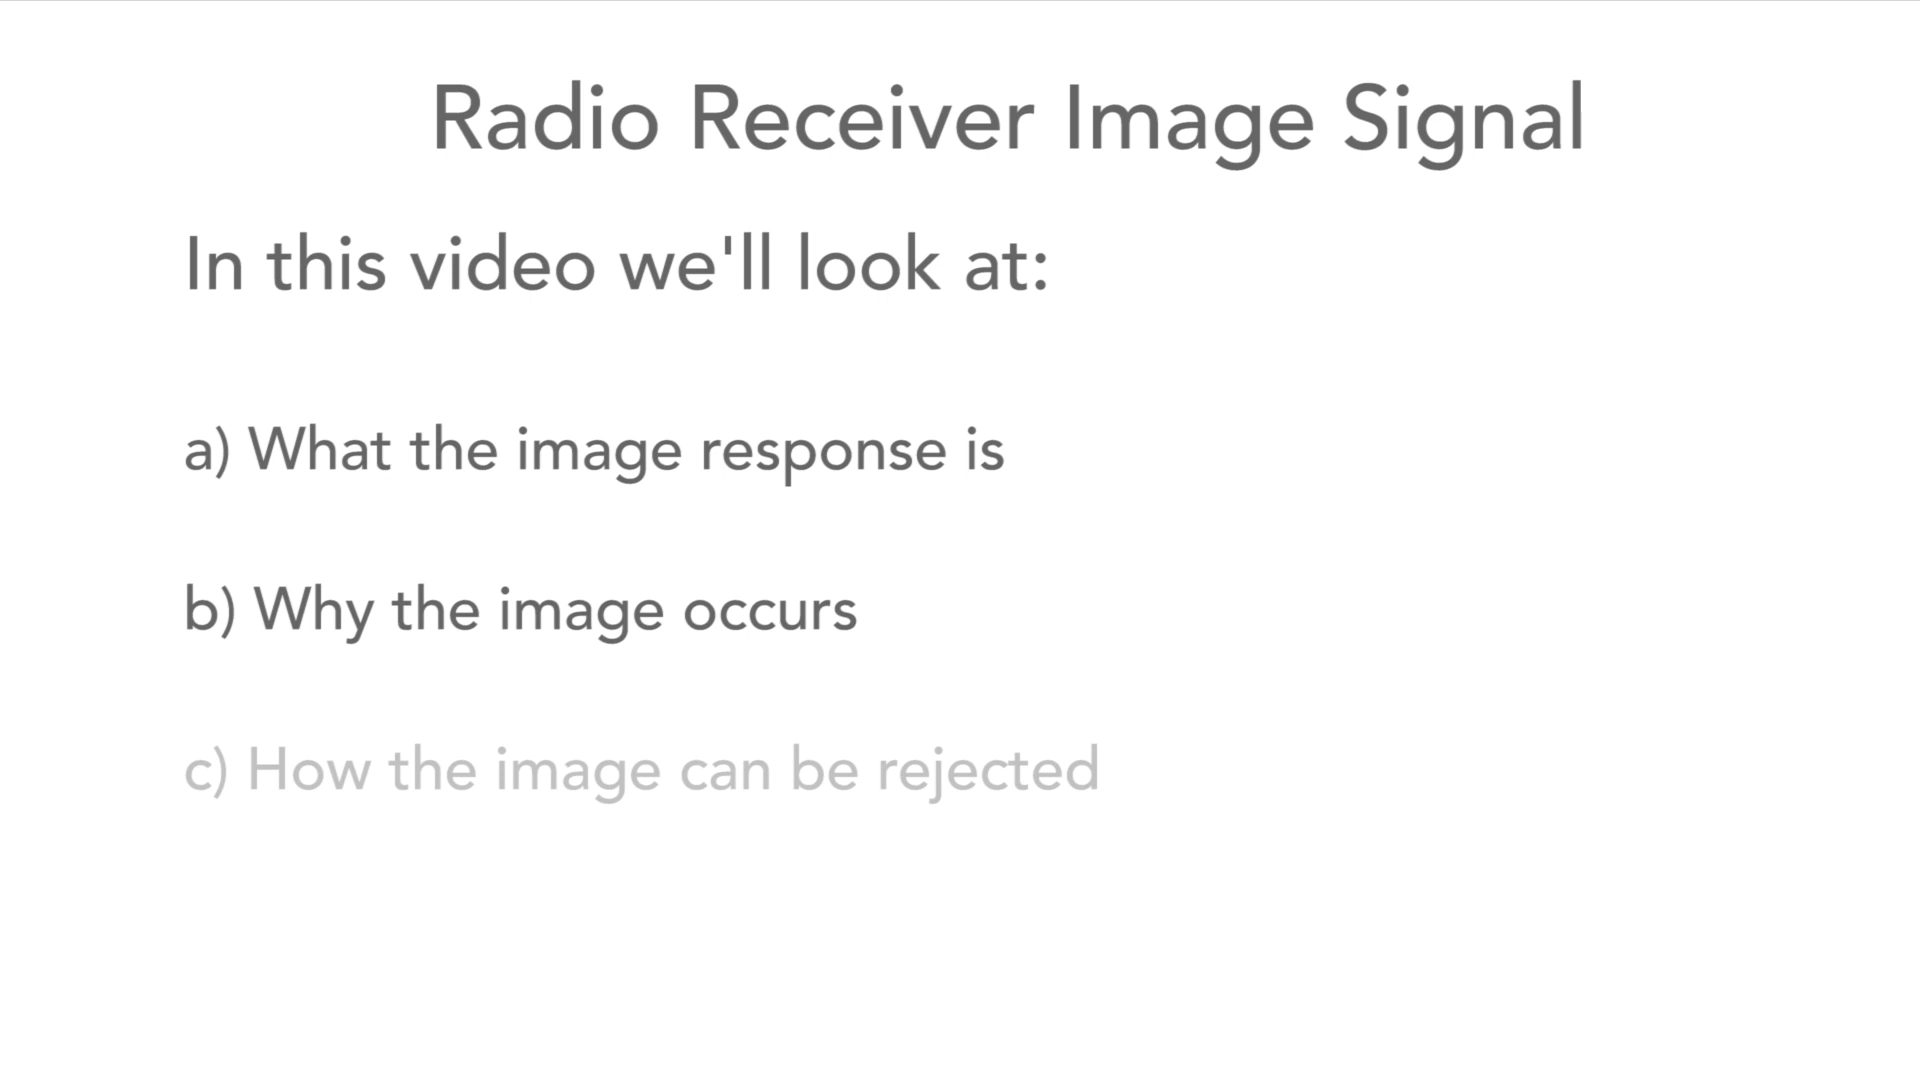 Radio Receiver Image Signal
In this video we'll look at:
a) What the image response is
b) Why the image occurs
c) How the image can be rejected